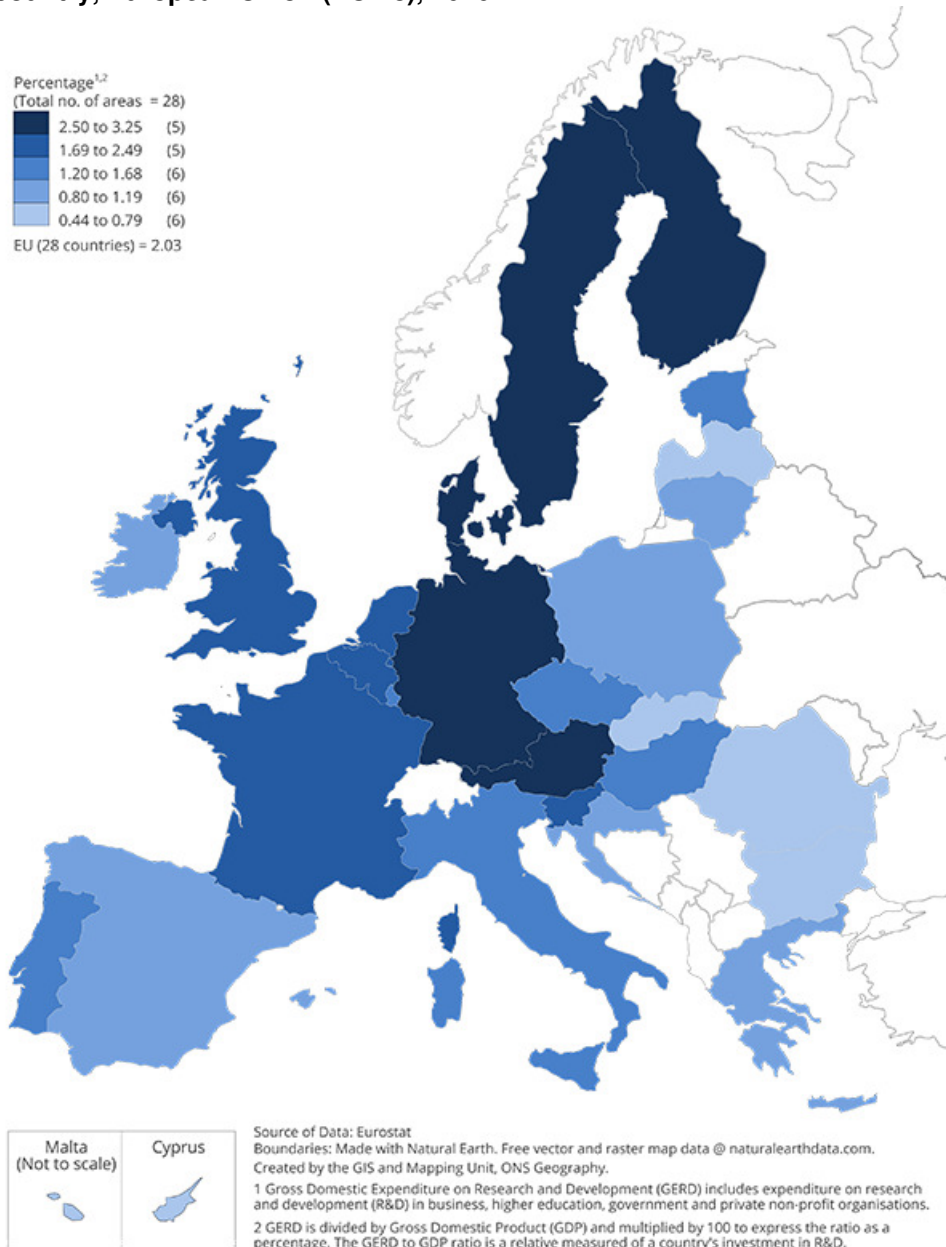 Percentage1,2
(Total no. of areas = 28)
2.50 to 3.25 (5)
1.69 to 2.49 (5)
1.20 to 1.68 (6)
0.80 to 1.19 (6)
0.44 to 0.79 (6)
EU (28 countries) = 2.03
Malta
(Not to scale)
Cyprus
Source of Data: Eurostat
Boundaries: Made with Natural Earth. Free vector and raster map data @ naturalearthdata.com.
Created by the GIS and Mapping Unit, ONS Geography.
1 Gross Domestic Expenditure on Research and Development (GERD) includes expenditure on research
and development (R&D) in business, higher education, government and private non-profit organisations.
2 GERD is divided by Gross Domestic Product (GDP) and multiplied by 100 to express the ratio as a
percentage. The GERD to GDP ratio is a relative measured of a country's investment in R&D.